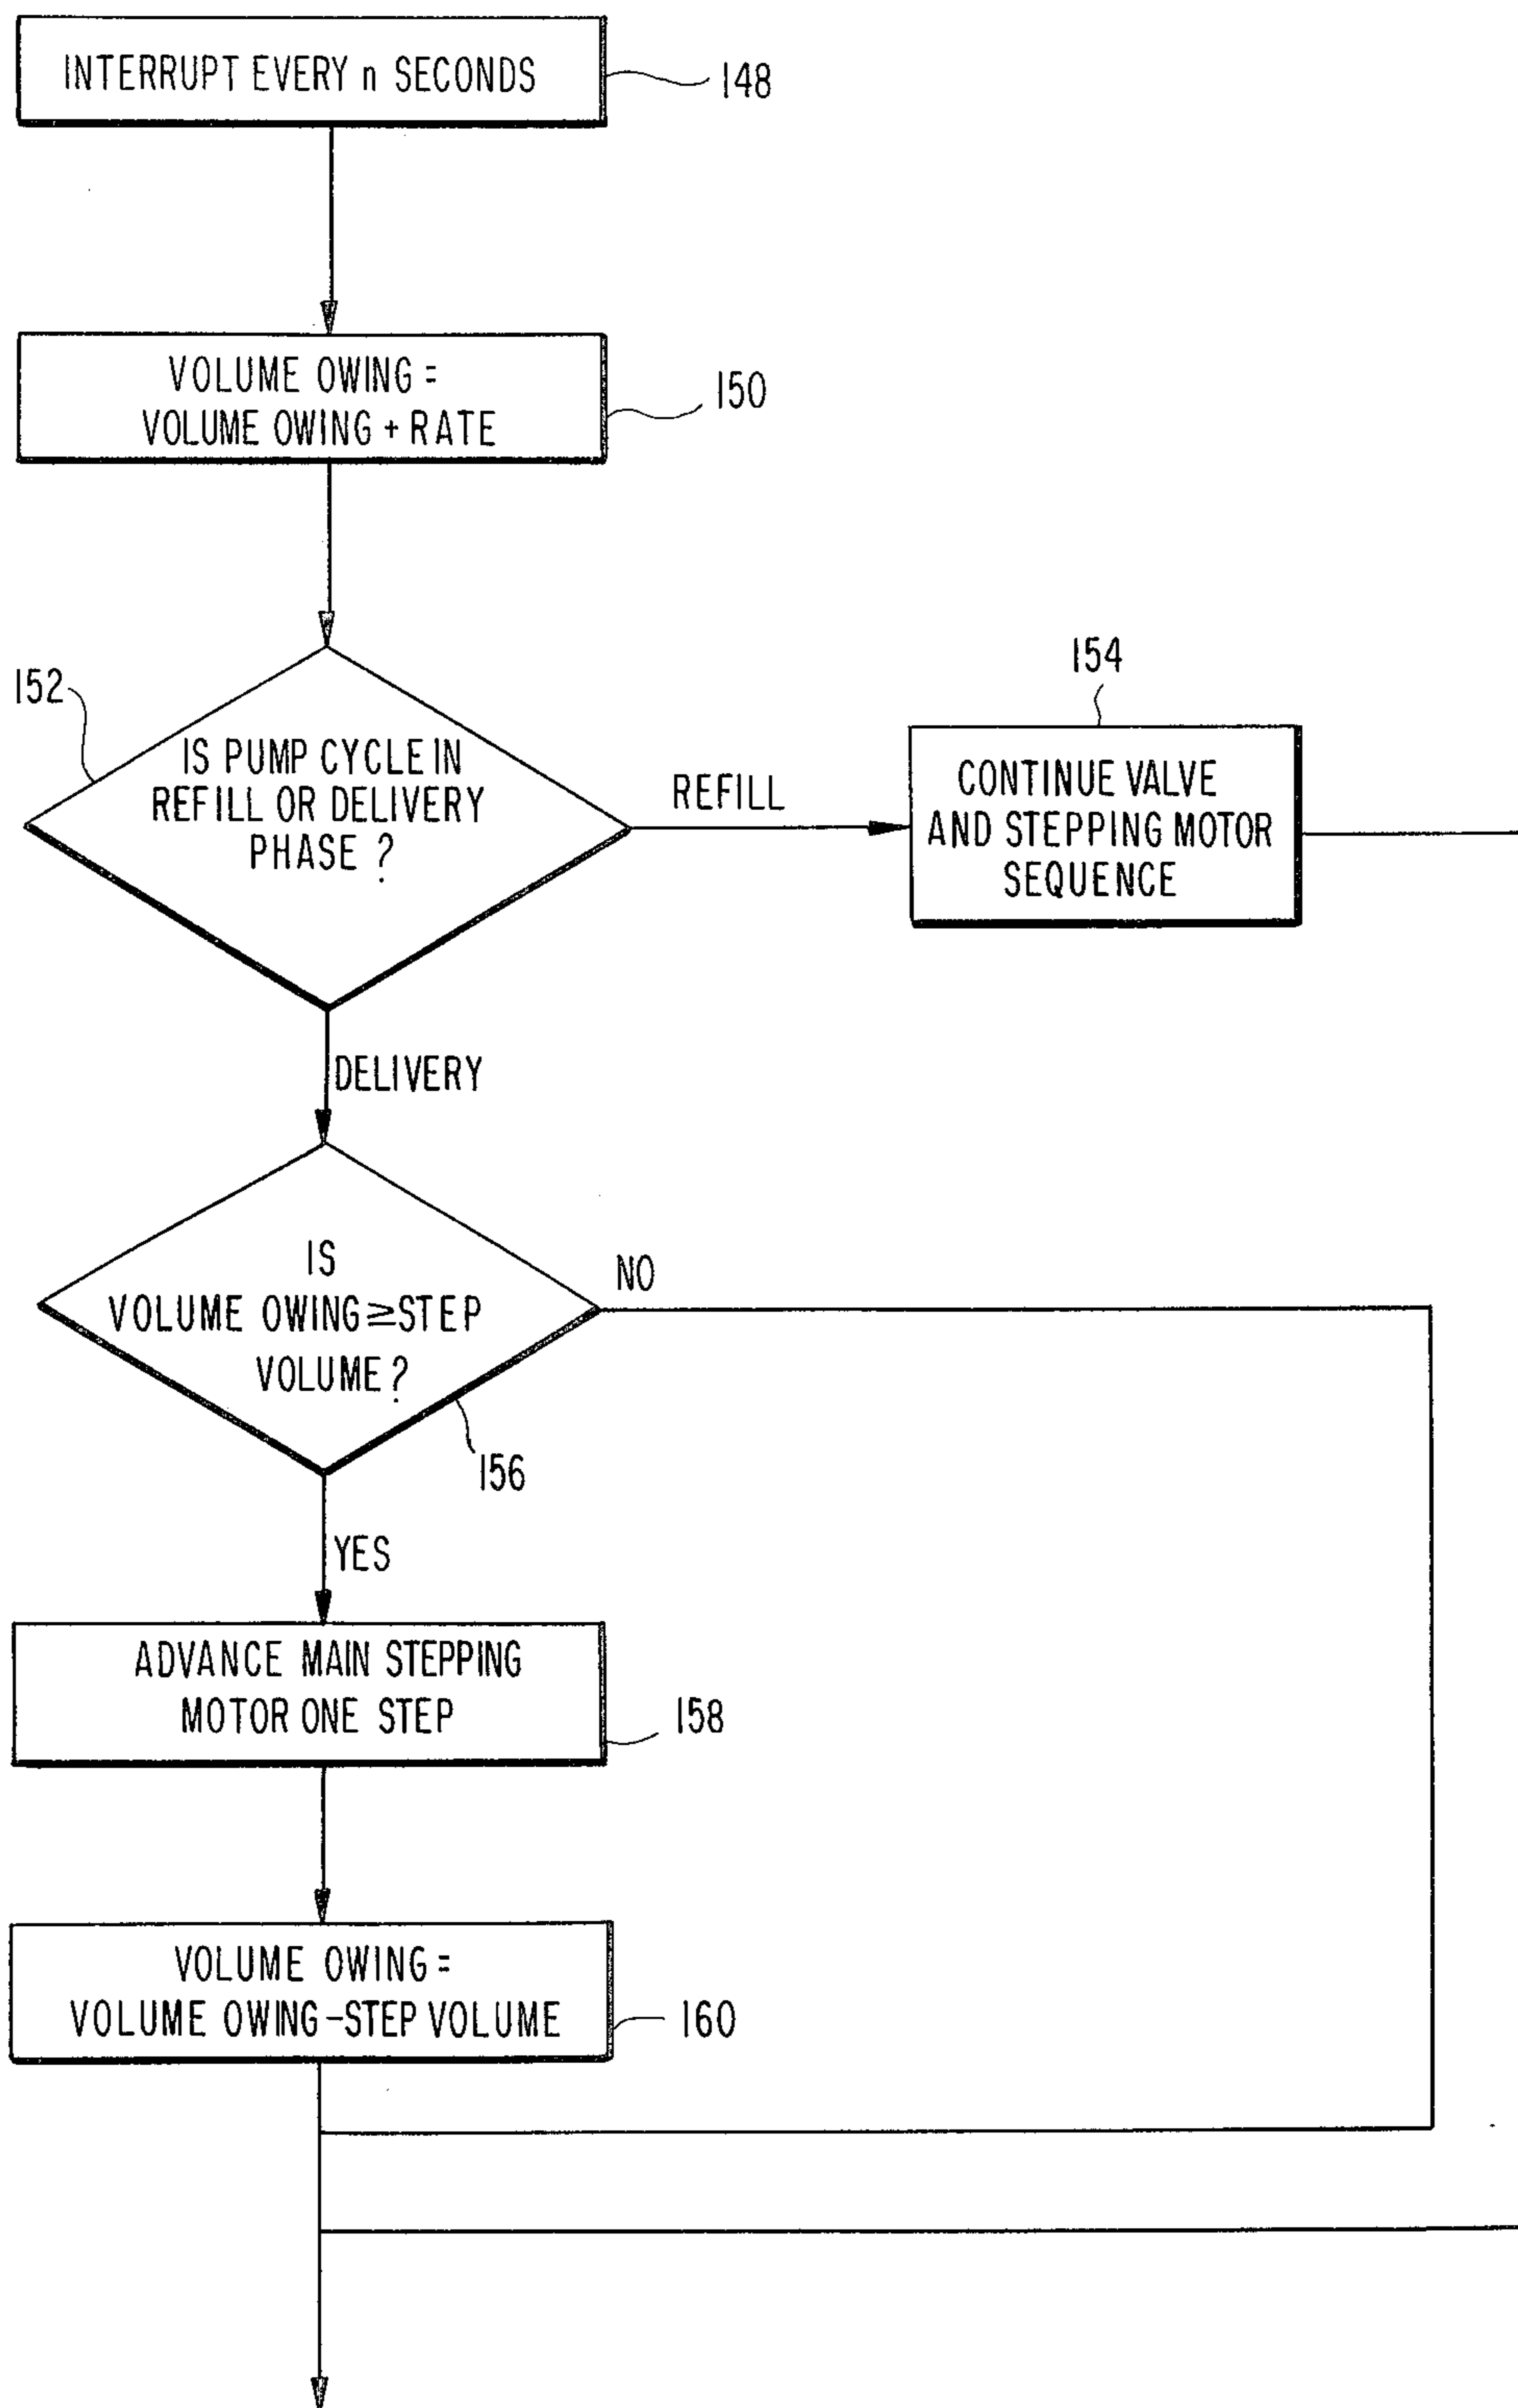 INTERRUPT EVERY n SECONDS
148
VOLUME OWING =
VOLUME OWING + RATE
150
152
IS PUMP CYCLE IN
REFILL OR DELIVERY
PHASE ?
REFILL
154
CONTINUE VALVE
AND STEPPING MOTOR
SEQUENCE
DELIVERY
IS
VOLUME OWING ≥ STEP
VOLUME ?
NO
156
YES
ADVANCE MAIN STEPPING
MOTOR ONE STEP
158
VOLUME OWING =
VOLUME OWING - STEP VOLUME
160